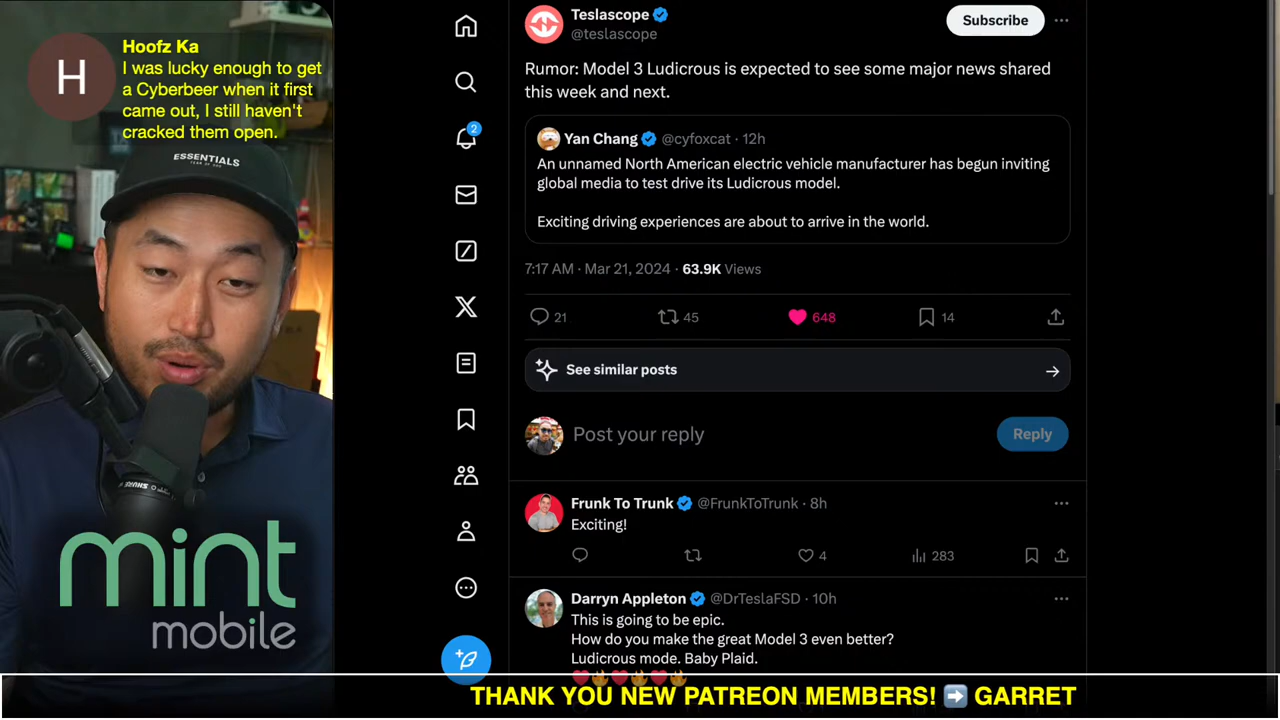 Hoofz Ka
I was lucky enough to get
a Cyberbeer when it first
came out, I still haven't
cracked them open.
H
ESSENTIALS
SHURE
mint
mobile
2
Teslascope
@teslascope
Subscribe
Rumor: Model 3 Ludicrous is expected to see some major news shared
this week and next.
Yan Chang @cyfoxcat · 12h
An unnamed North American electric vehicle manufacturer has begun inviting
global media to test drive its Ludicrous model.
Exciting driving experiences are about to arrive in the world.
7:17 AM · Mar 21, 2024 · 63.9K Views
21 45 648 14
See similar posts →
Post your reply Reply
Frunk To Trunk @FrunkToTrunk · 8h
Exciting!
4 283
Darryn Appleton @DrTeslaFSD · 10h
This is going to be epic.
How do you make the great Model 3 even better?
Ludicrous mode. Baby Plaid.
❤️🔥❤️🔥❤️🔥
THANK YOU NEW PATREON MEMBERS! ➡️ GARRET